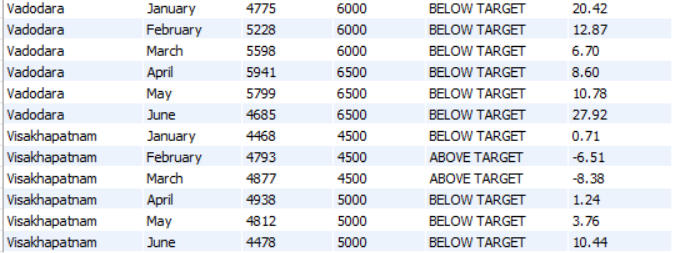 Vadodara January 4775 6000 BELOW TARGET 20.42
Vadodara February 5228 6000 BELOW TARGET 12.87
Vadodara March 5598 6000 BELOW TARGET 6.70
Vadodara April 5941 6500 BELOW TARGET 8.60
Vadodara May 5799 6500 BELOW TARGET 10.78
Vadodara June 4685 6500 BELOW TARGET 27.92
Visakhapatnam January 4468 4500 BELOW TARGET 0.71
Visakhapatnam February 4793 4500 ABOVE TARGET -6.51
Visakhapatnam March 4877 4500 ABOVE TARGET -8.38
Visakhapatnam April 4938 5000 BELOW TARGET 1.24
Visakhapatnam May 4812 5000 BELOW TARGET 3.76
Visakhapatnam June 4478 5000 BELOW TARGET 10.44